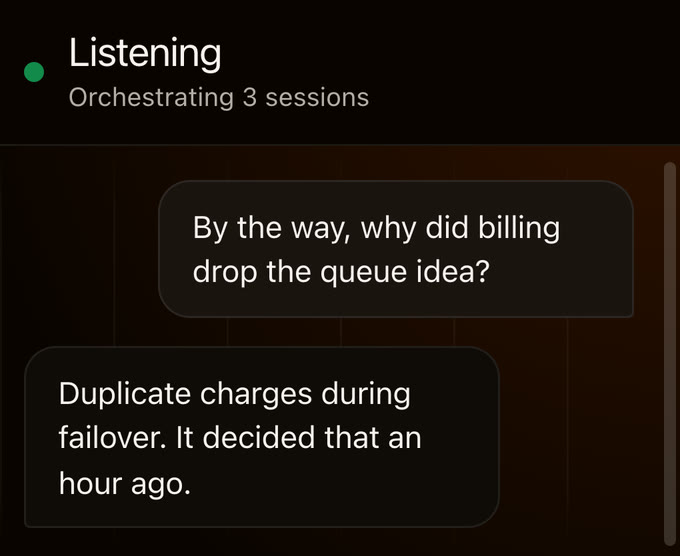 Listening
Orchestrating 3 sessions
By the way, why did billing
drop the queue idea?
Duplicate charges during
failover. It decided that an
hour ago.